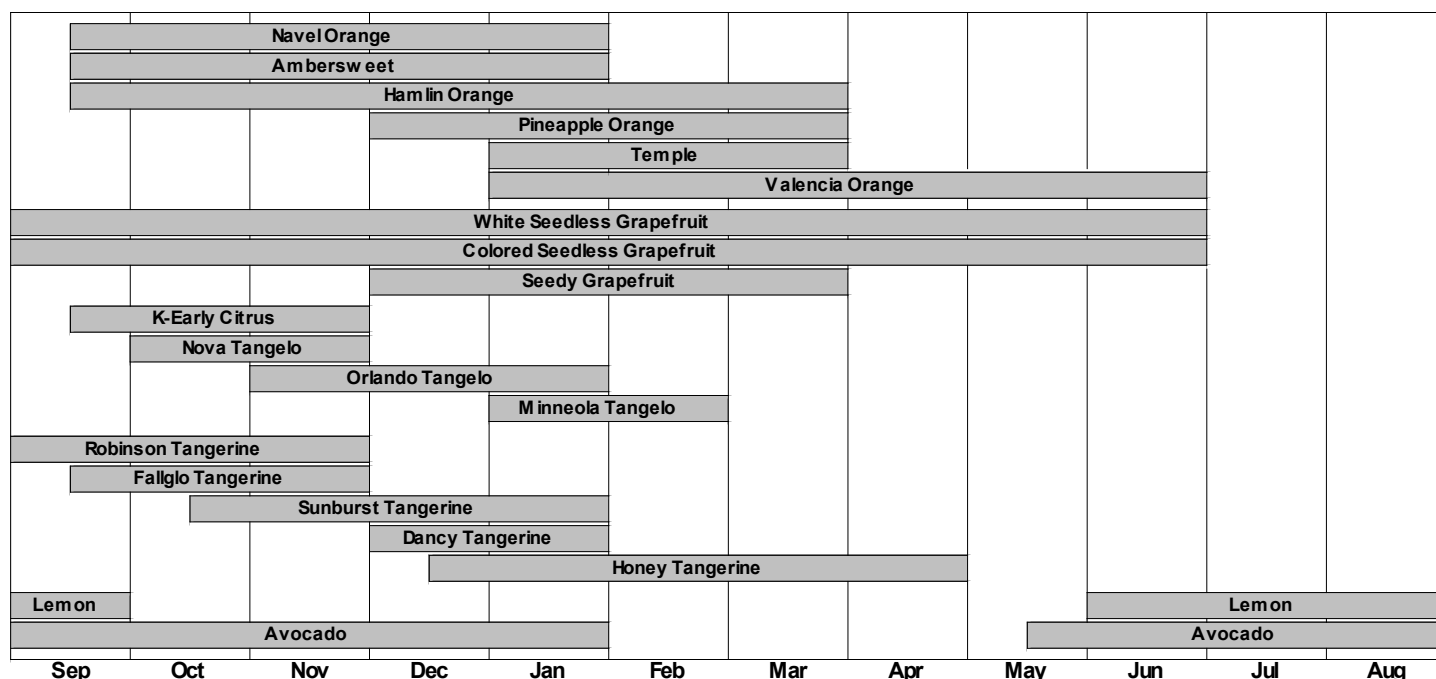 Navel Orange
Ambersweet
Hamlin Orange
Pineapple Orange
Temple
Valencia Orange
White Seedless Grapefruit
Colored Seedless Grapefruit
Seedy Grapefruit
K-Early Citrus
Nova Tangelo
Orlando Tangelo
Minneola Tangelo
Robinson Tangerine
Fallglo Tangerine
Sunburst Tangerine
Dancy Tangerine
Honey Tangerine
Lemon Lemon
Avocado Avocado
Sep Oct Nov Dec Jan Feb Mar Apr May Jun Jul Aug